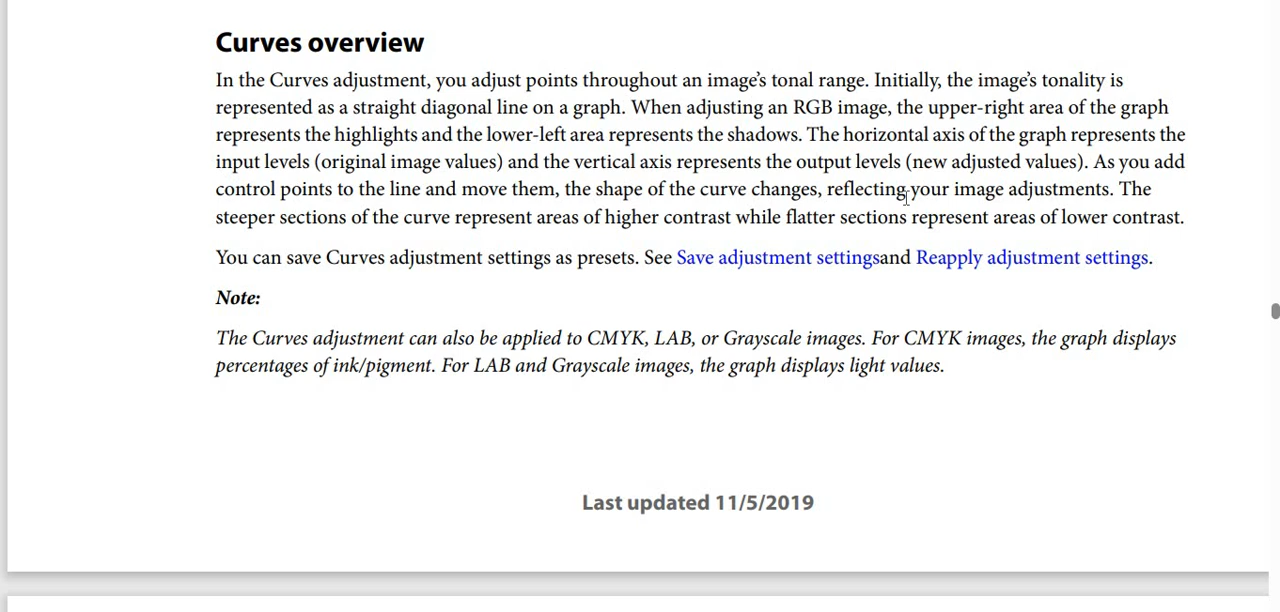 Curves overview
In the Curves adjustment, you adjust points throughout an image's tonal range. Initially, the image's tonality is
represented as a straight diagonal line on a graph. When adjusting an RGB image, the upper-right area of the graph
represents the highlights and the lower-left area represents the shadows. The horizontal axis of the graph represents the
input levels (original image values) and the vertical axis represents the output levels (new adjusted values). As you add
control points to the line and move them, the shape of the curve changes, reflecting your image adjustments. The
steeper sections of the curve represent areas of higher contrast while flatter sections represent areas of lower contrast.
You can save Curves adjustment settings as presets. See Save adjustment settingsand Reapply adjustment settings.
Note:
The Curves adjustment can also be applied to CMYK, LAB, or Grayscale images. For CMYK images, the graph displays
percentages of ink/pigment. For LAB and Grayscale images, the graph displays light values.
Last updated 11/5/2019